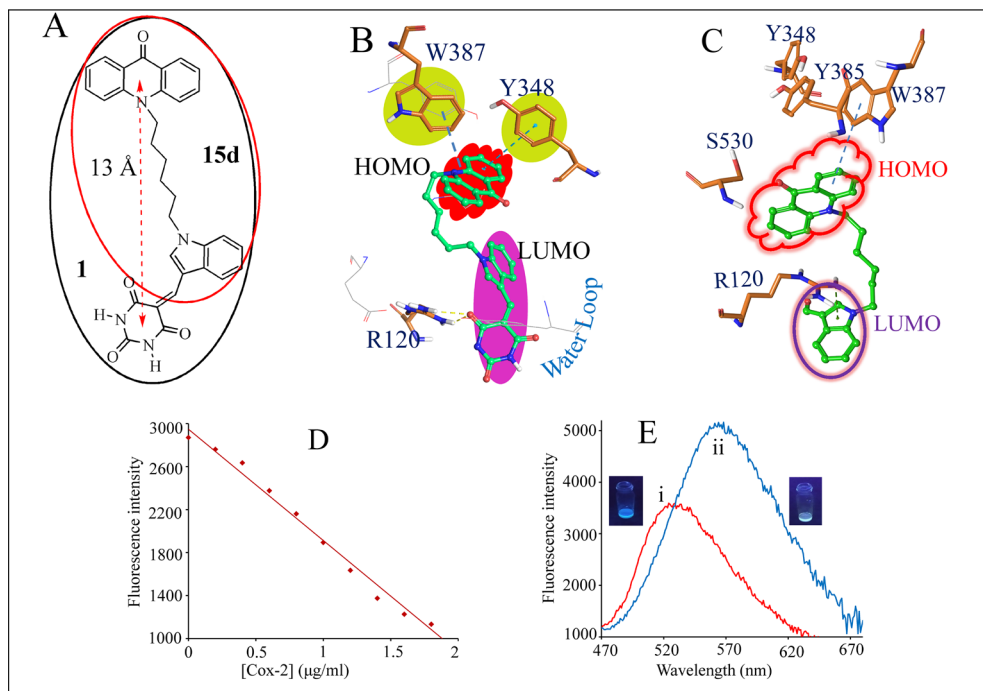 A
O
N
13 Å
15d
1
N
O
O
H-N
N
O
H
B
W387
Y348
HOMO
LUMO
R120
Water Loop
C
Y348
Y385
W387
S530
HOMO
R120
LUMO
D
Fluorescence intensity
3000
2600
2200
1800
1400
1000
0
0.5
1
1.5
2
[Cox-2] (µg/ml)
E
Fluorescence intensity
5000
4000
3000
2000
1000
i
ii
470
520
570
620
670
Wavelength (nm)